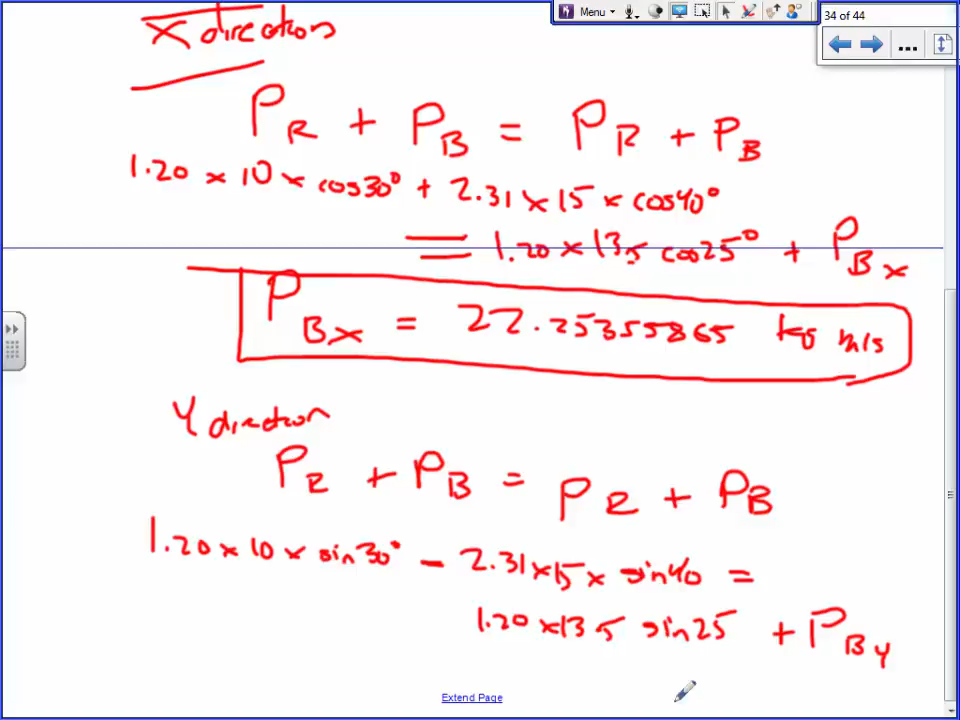 Menu
34 of 44
...
X direction
P_R + P_B = P_R + P_B
1.20 x 10 x cos30° + 2.31 x 15 x cos40°
= 1.20 x 13.5 cos25° + P_Bx
P_Bx = 22.25355865 kg m/s
Y direction
P_R + P_B = P_R + P_B
1.20 x 10 x sin30° - 2.31 x 15 x sin40 =
1.20 x 13.5 sin25 + P_By
Extend Page